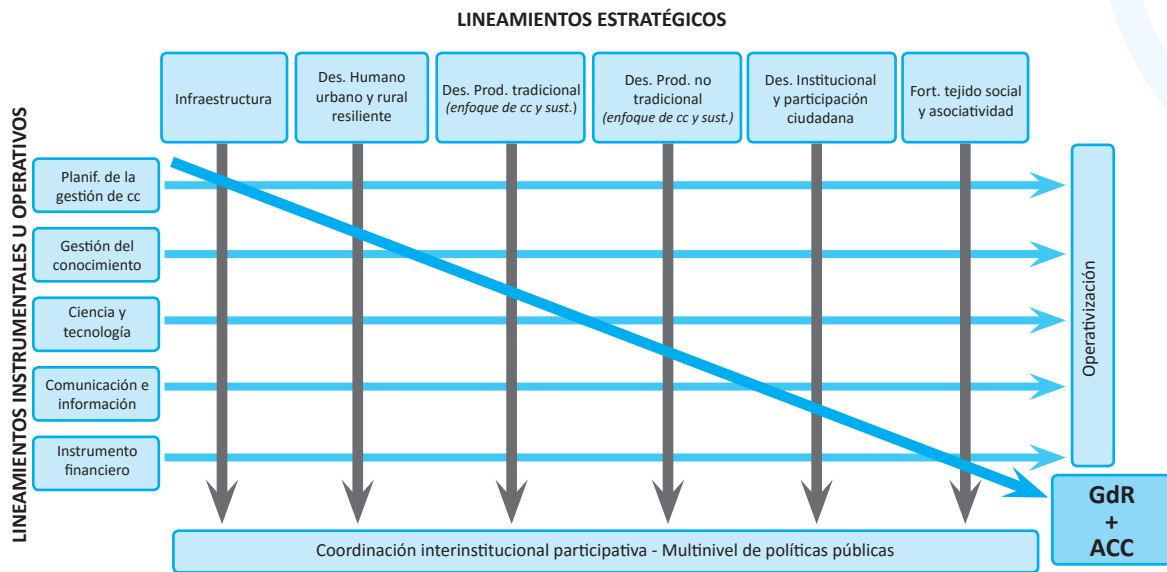 LINEAMIENTOS ESTRATÉGICOS
Infraestructura
Des. Humano
urbano y rural
resiliente
Des. Prod. tradicional
(enfoque de cc y sust.)
Des. Prod. no
tradicional
(enfoque de cc y sust.)
Des. Institucional
y participación
ciudadana
Fort. tejido social
y asociatividad
LINEAMIENTOS INSTRUMENTALES U OPERATIVOS
Planif. de la
gestión de cc
Gestión del
conocimiento
Ciencia y
tecnología
Comunicación e
información
Instrumento
financiero
Operativización
GdR
+
ACC
Coordinación interinstitucional participativa - Multinivel de políticas públicas